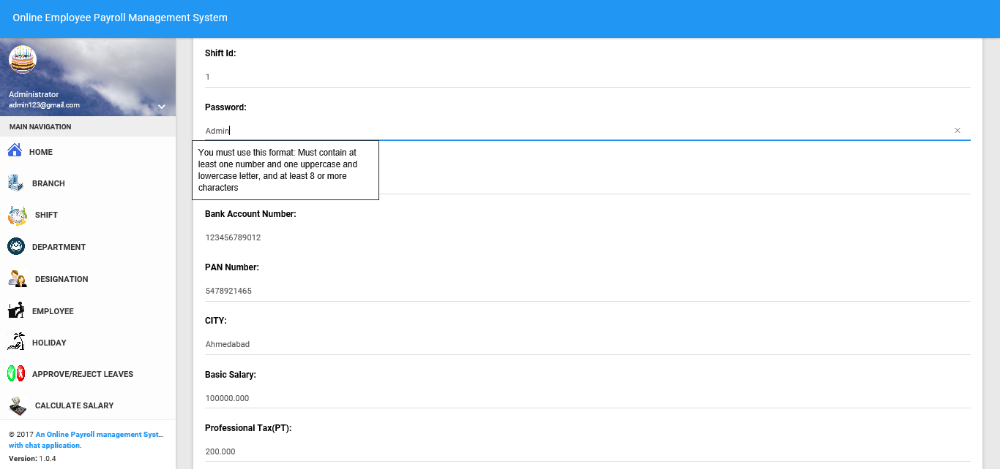 Online Employee Payroll Management System
Administrator
admin123@gmail.com
MAIN NAVIGATION
HOME
BRANCH
SHIFT
DEPARTMENT
DESIGNATION
EMPLOYEE
HOLIDAY
APPROVE/REJECT LEAVES
CALCULATE SALARY
© 2017 An Online Payroll management Syst...
with chat application.
Version: 1.0.4
Shift Id:
1
Password:
Admin
You must use this format: Must contain at
least one number and one uppercase and
lowercase letter, and at least 8 or more
characters
Bank Account Number:
123456789012
PAN Number:
5478921465
CITY:
Ahmedabad
Basic Salary:
100000.000
Professional Tax(PT):
200.000